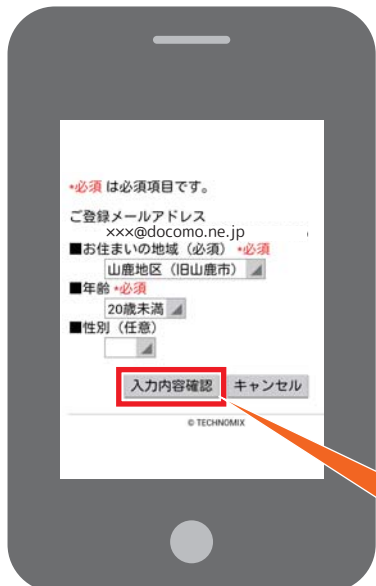 *必須 は必須項目です。
ご登録メールアドレス
×××@docomo.ne.jp
■お住まいの地域（必須） *必須
山鹿地区（旧山鹿市）
■年齢 *必須
20歳未満
■性別（任意）
入力内容確認 キャンセル
© TECHNOMIX